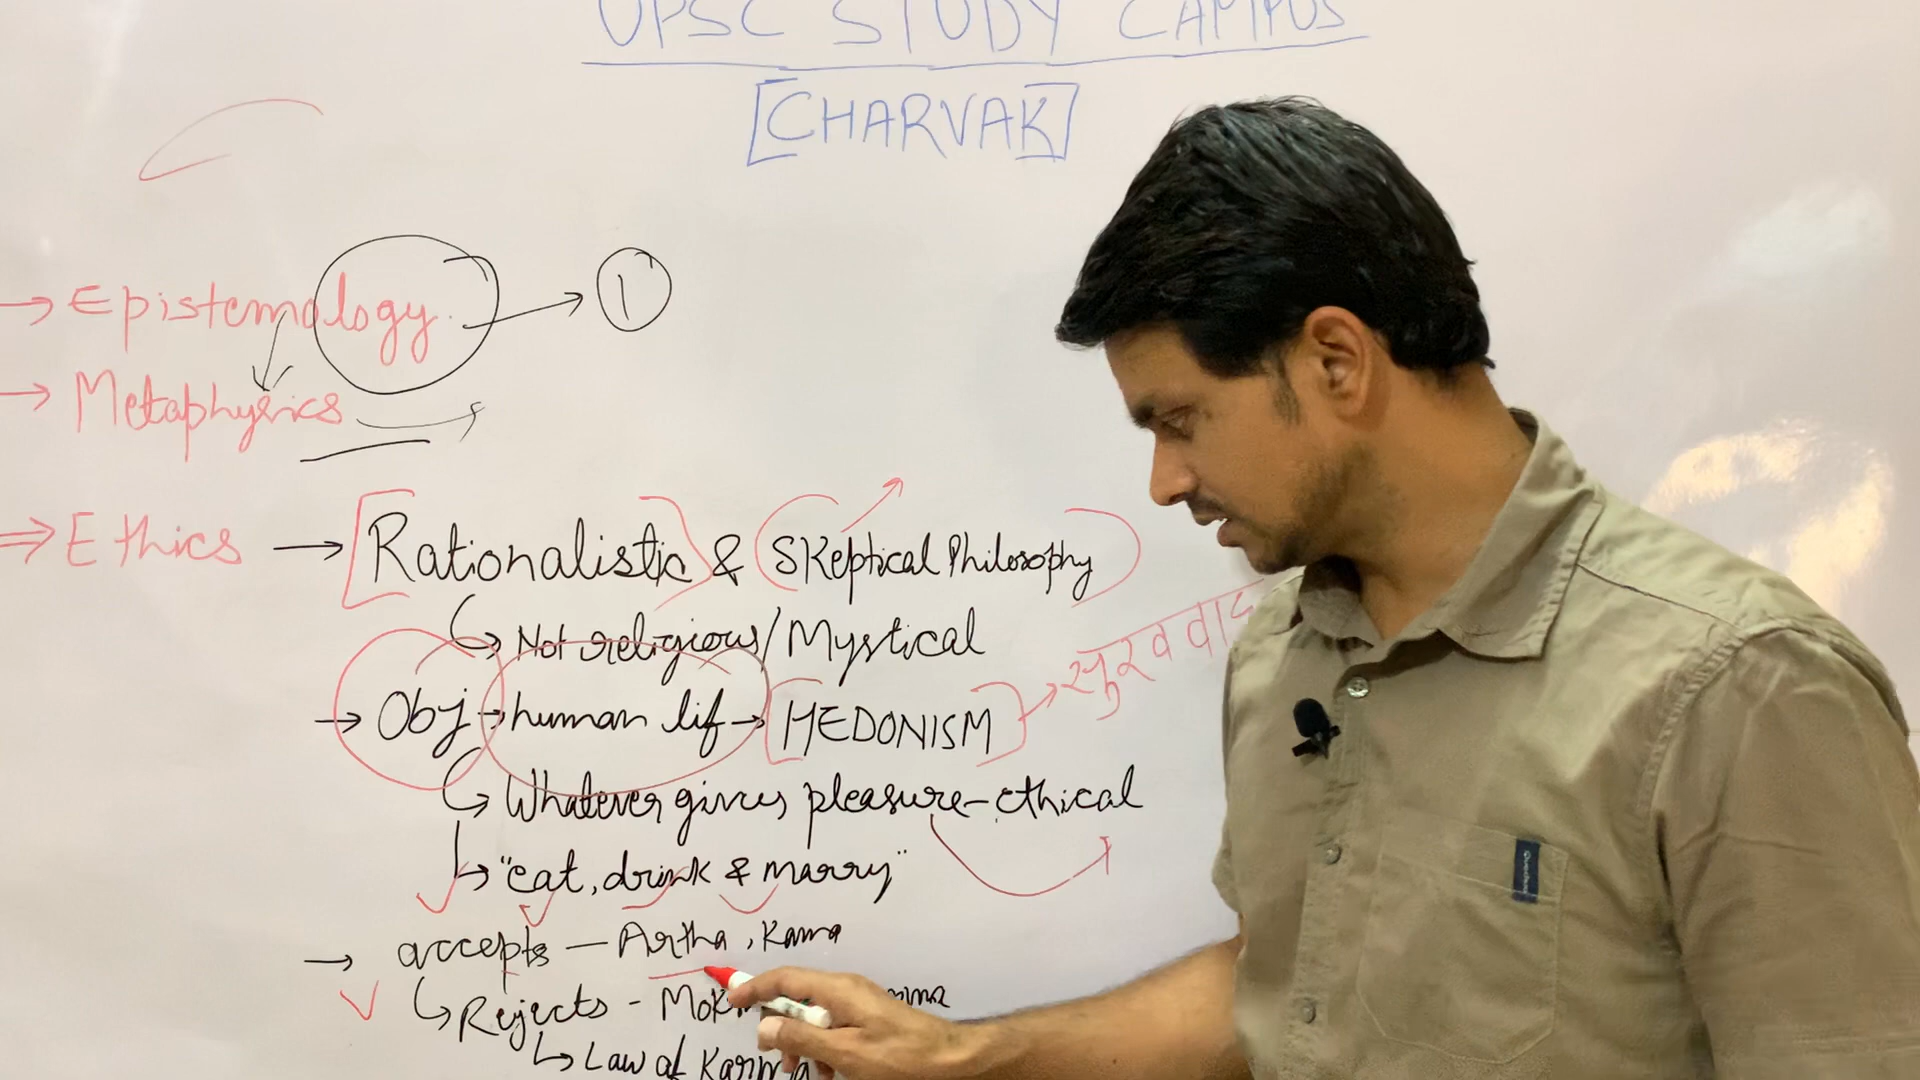 UPSC STUDY CAMPUS
[CHARVAK]
→ Epistemology → 1
→ Metaphysics
⇒ Ethics → [Rationalistic] & (Skeptical Philosophy)
↳ Not religious/Mystical
→ Obj → human lif → [HEDONISM] → सुखवाद
↳ Whatever gives pleasure - ethical
↳ "eat, drink & marry"
→ accepts - Artha, Kama
↳ Rejects -
↳ Law of Karma